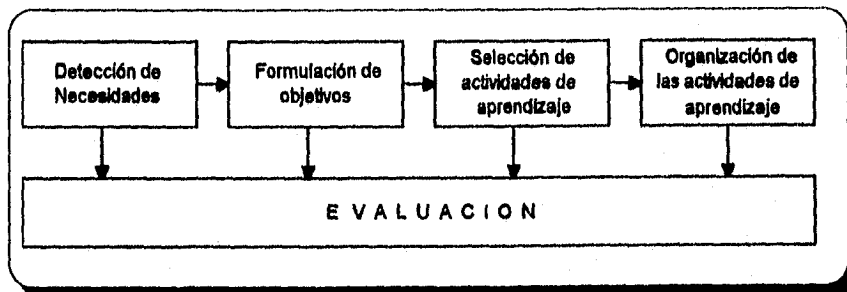 Detección de
Necesidades
Formulación de
objetivos
Selección de
actividades de
aprendizaje
Organización de
las actividades de
aprendizaje
E V A L U A C I O N